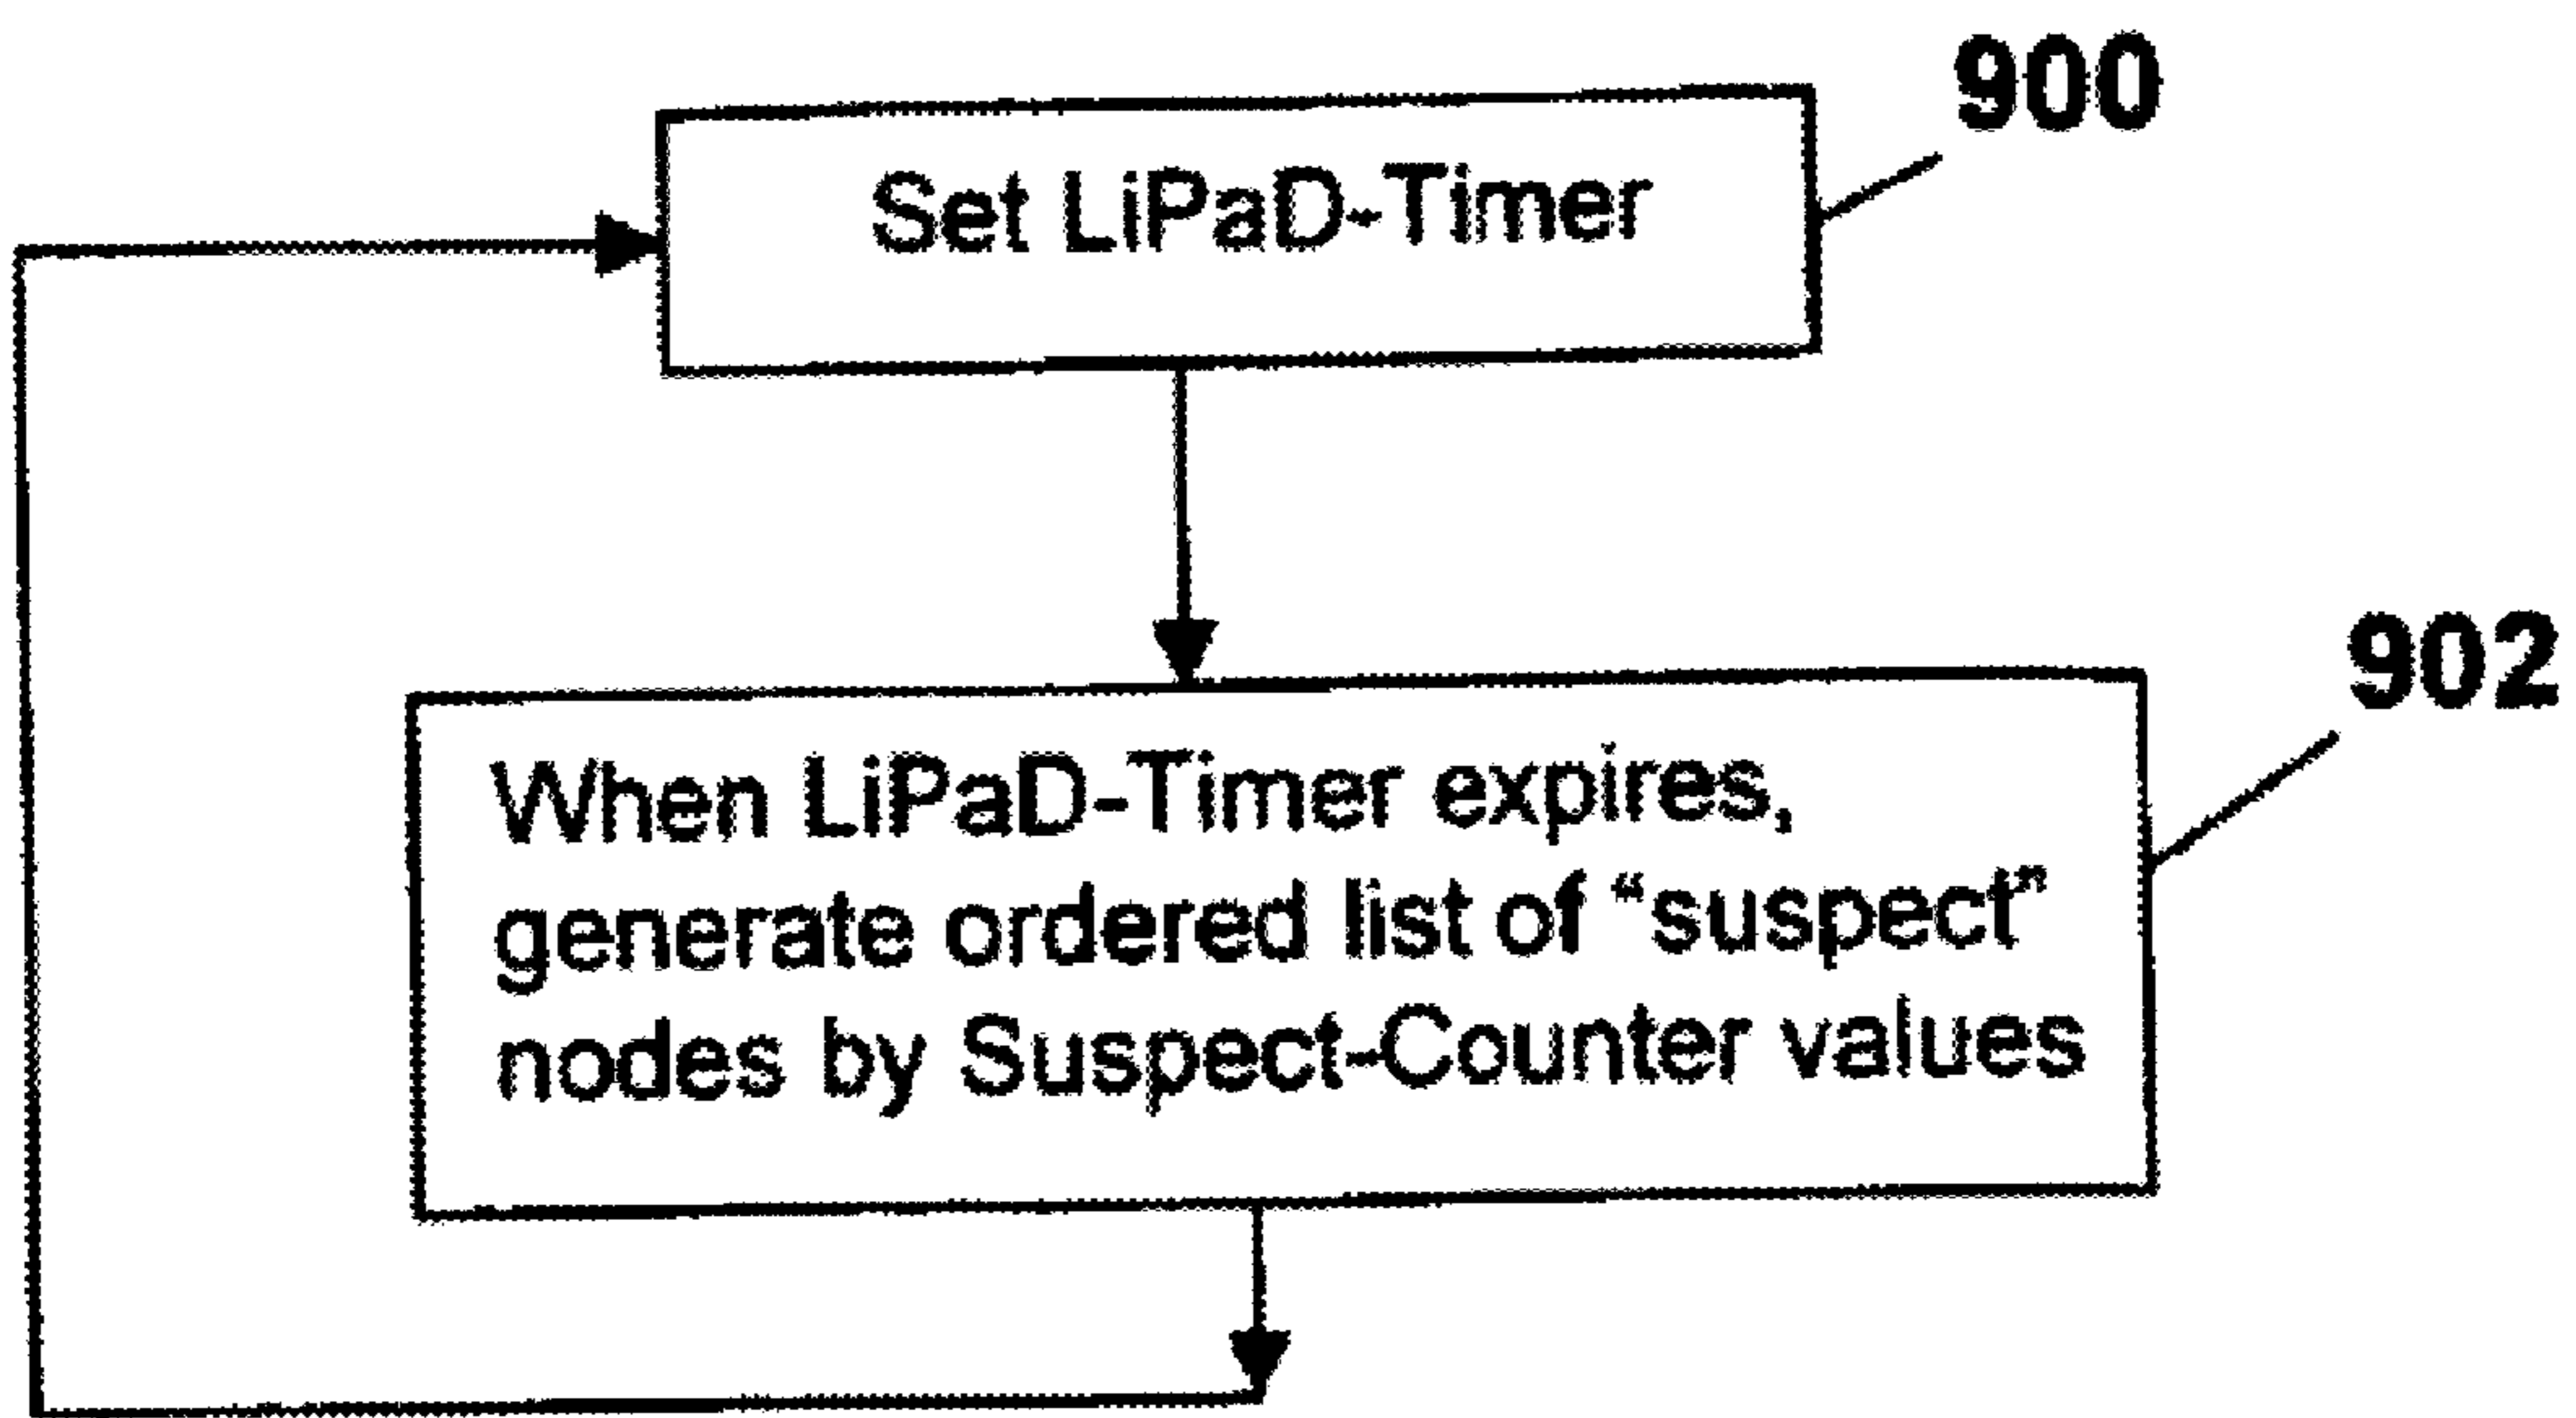 900
Set LiPaD-Timer
902
When LiPaD-Timer expires,
generate ordered list of “suspect”
nodes by Suspect-Counter values